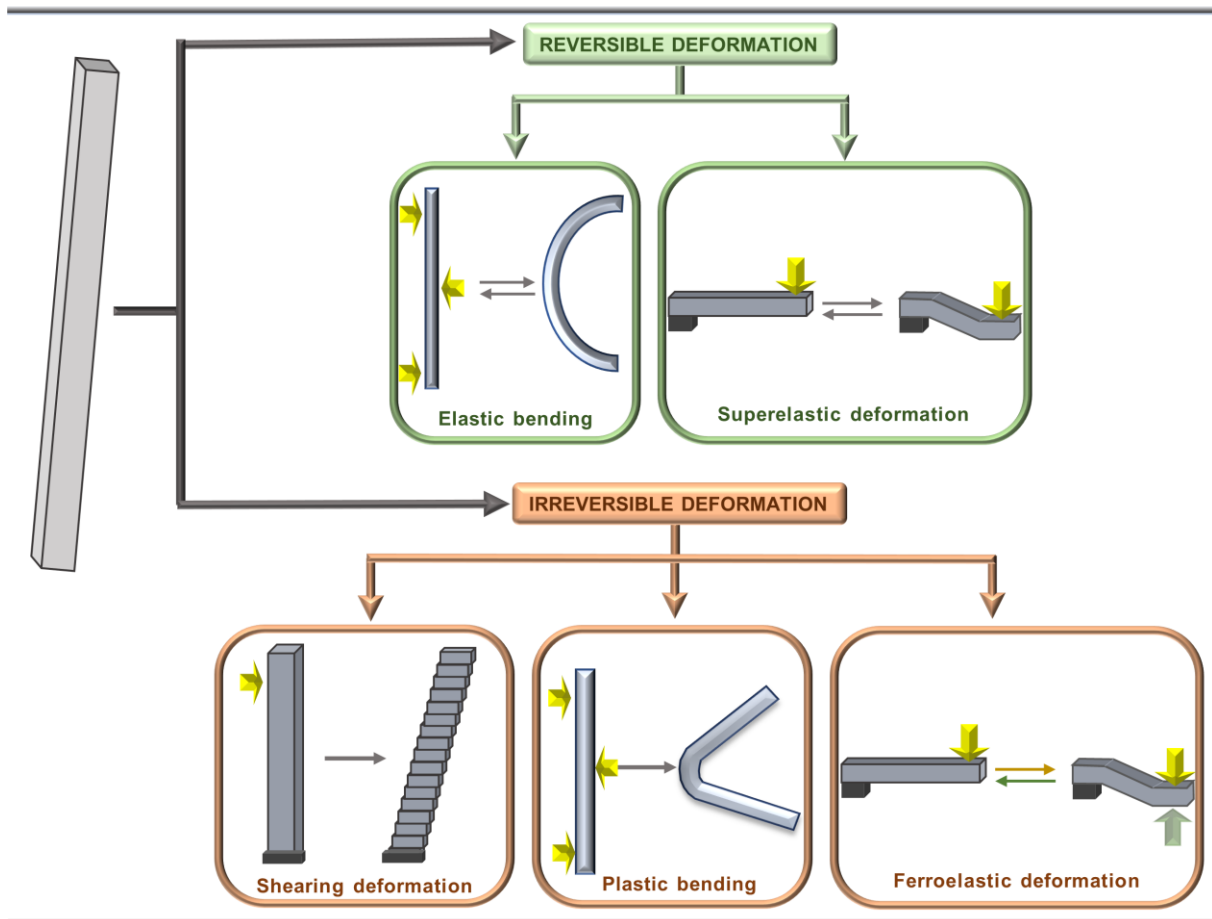 REVERSIBLE DEFORMATION
Elastic bending
Superelastic deformation
IRREVERSIBLE DEFORMATION
Shearing deformation
Plastic bending
Ferroelastic deformation